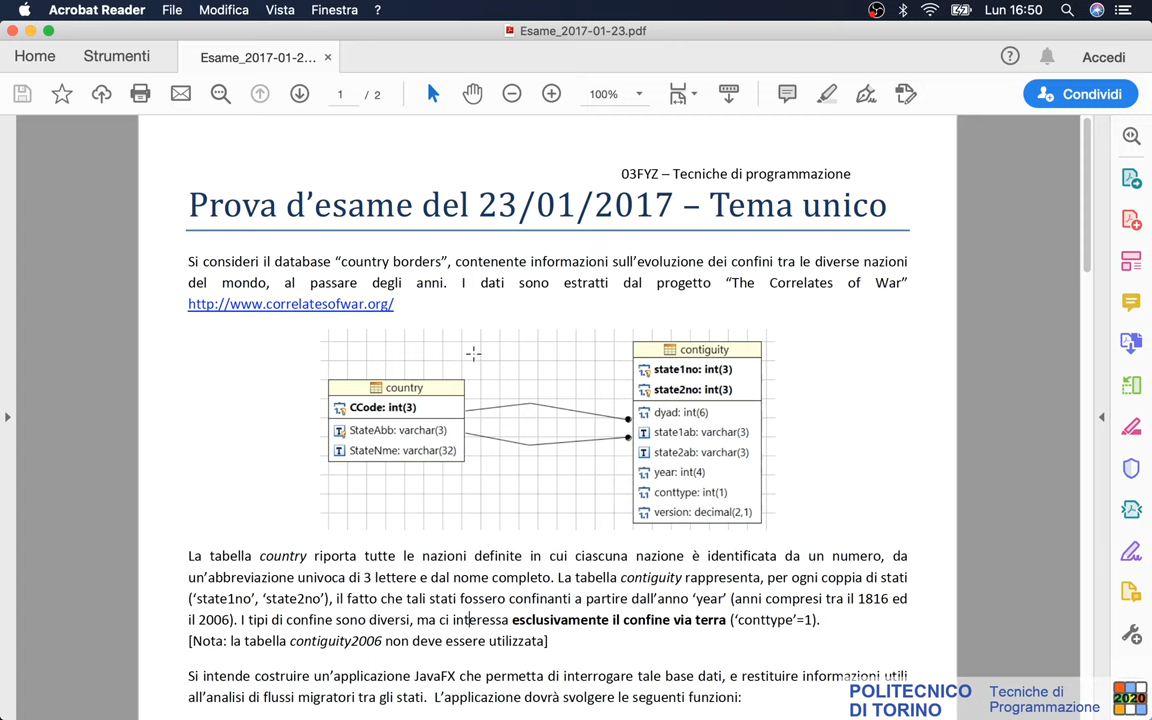 Acrobat Reader File Modifica Vista Finestra ? Lun 16:50
Esame_2017-01-23.pdf
Home Strumenti Esame_2017-01-2... × Accedi
1 / 2 100% Condividi
03FYZ – Tecniche di programmazione
Prova d'esame del 23/01/2017 – Tema unico
Si consideri il database "country borders", contenente informazioni sull'evoluzione dei confini tra le diverse nazioni
del mondo, al passare degli anni. I dati sono estratti dal progetto "The Correlates of War"
http://www.correlatesofwar.org/
country
CCode: int(3)
StateAbb: varchar(3)
StateNme: varchar(32)
contiguity
state1no: int(3)
state2no: int(3)
dyad: int(6)
state1ab: varchar(3)
state2ab: varchar(3)
year: int(4)
conttype: int(1)
version: decimal(2,1)
La tabella country riporta tutte le nazioni definite in cui ciascuna nazione è identificata da un numero, da
un'abbreviazione univoca di 3 lettere e dal nome completo. La tabella contiguity rappresenta, per ogni coppia di stati
('state1no', 'state2no'), il fatto che tali stati fossero confinanti a partire dall'anno 'year' (anni compresi tra il 1816 ed
il 2006). I tipi di confine sono diversi, ma ci interessa esclusivamente il confine via terra ('conttype'=1).
[Nota: la tabella contiguity2006 non deve essere utilizzata]
Si intende costruire un'applicazione JavaFX che permetta di interrogare tale base dati, e restituire informazioni utili
all'analisi di flussi migratori tra gli stati. L'applicazione dovrà svolgere le seguenti funzioni:
POLITECNICO
DI TORINO
Tecniche di
Programmazione
2020